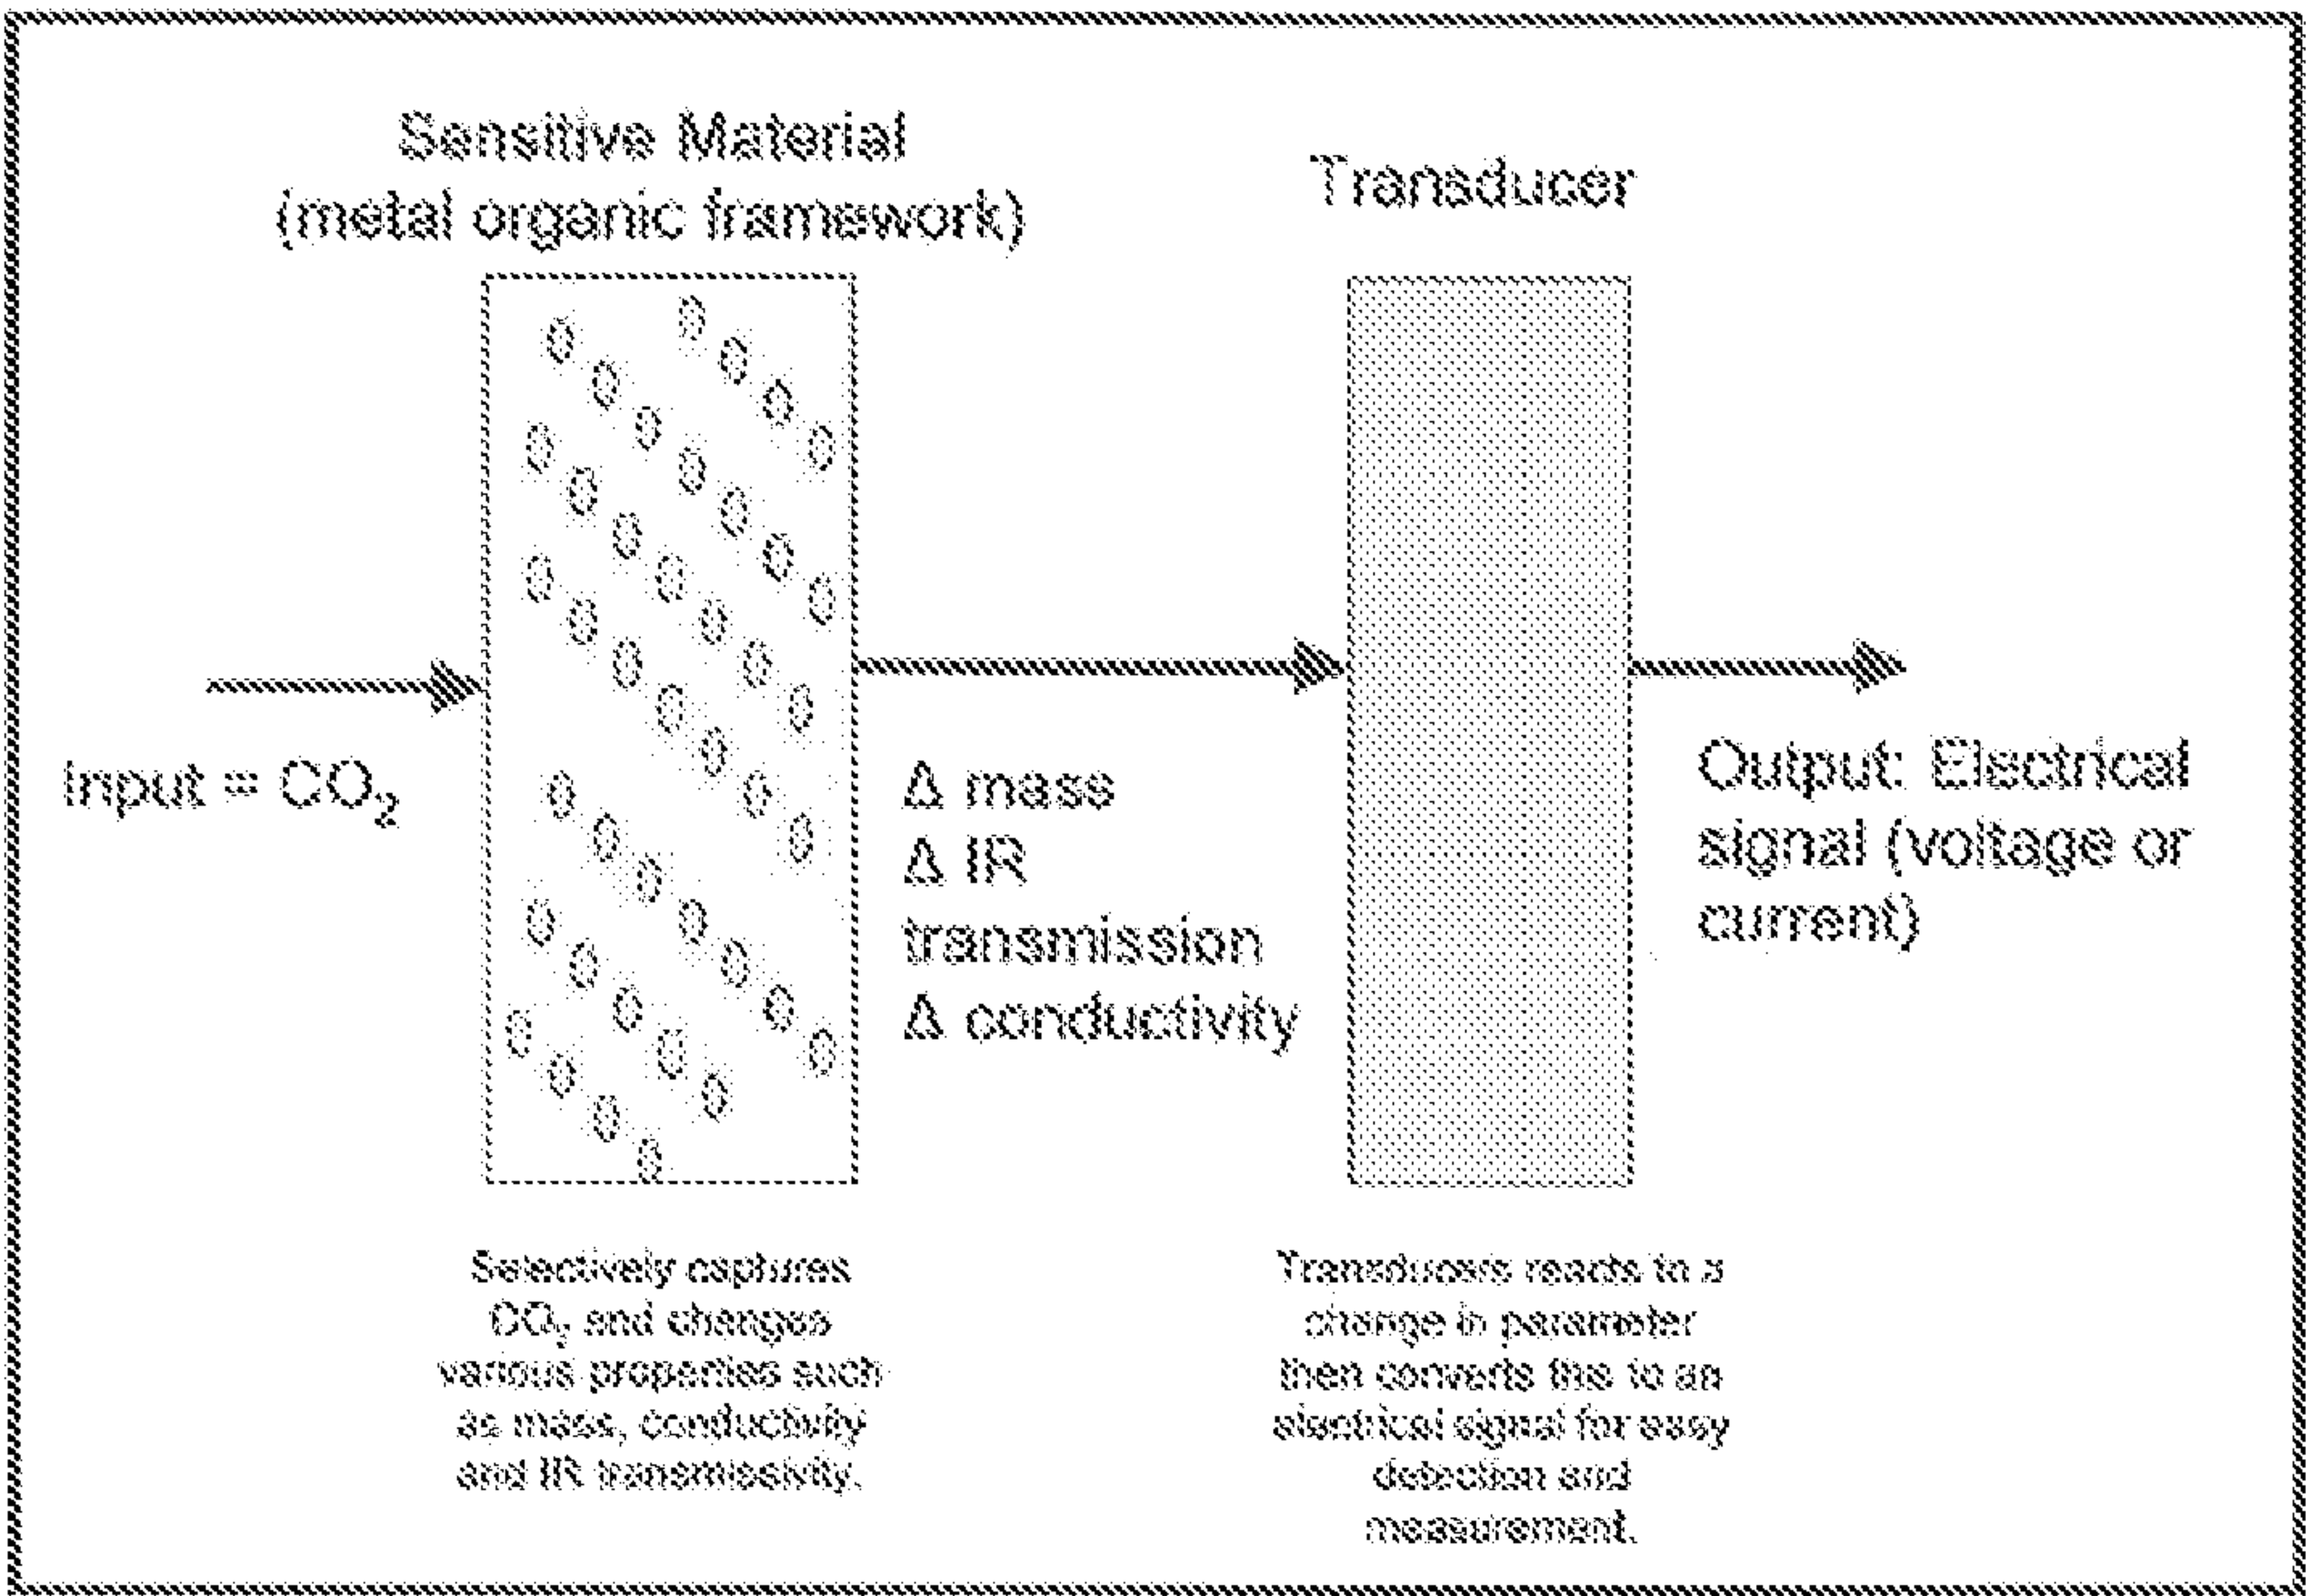 Sensitive Material
(metal organic framework)
Transducer
Input = CO₂
Δ mass
Δ IR
transmission
Δ conductivity
Output: Electrical
signal (voltage or
current)
Selectively captures
CO₂ and changes
various properties such
as mass, conductivity
and IR transmissivity.
Transducers reacts to a
change in parameter
then converts this to an
electrical signal for easy
detection and
measurement.